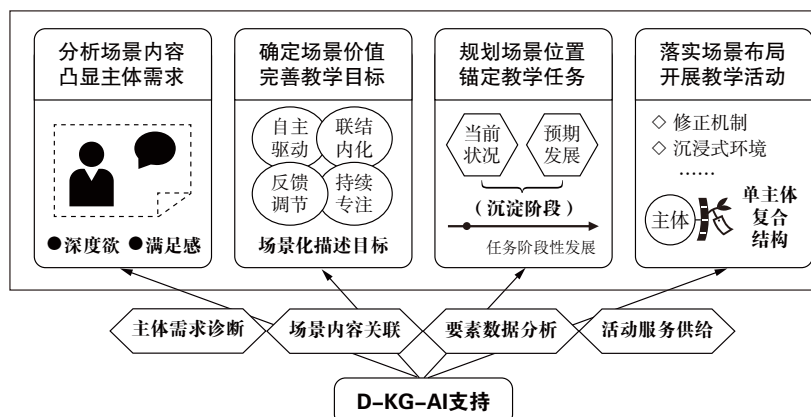 分析场景内容
凸显主体需求
●深度欲 ●满足感
确定场景价值
完善教学目标
自主
驱动
联结
内化
反馈
调节
持续
专注
场景化描述目标
规划场景位置
锚定教学任务
当前
状况
预期
发展
(沉淀阶段)
任务阶段性发展
落实场景布局
开展教学活动
◇ 修正机制
◇ 沉浸式环境
……
主体
单主体
复合
结构
主体需求诊断
场景内容关联
要素数据分析
活动服务供给
D-KG-AI支持